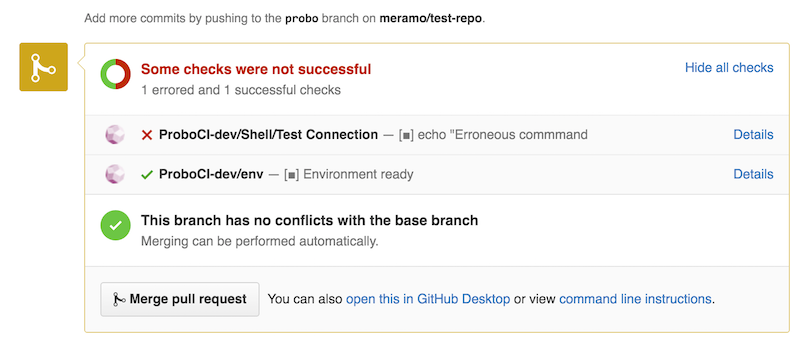 Add more commits by pushing to the probo branch on meramo/test-repo.
Some checks were not successful
Hide all checks
1 errored and 1 successful checks
ProboCI-dev/Shell/Test Connection — [■] echo "Erroneous commmand
Details
ProboCI-dev/env — [■] Environment ready
Details
This branch has no conflicts with the base branch
Merging can be performed automatically.
Merge pull request You can also open this in GitHub Desktop or view command line instructions.